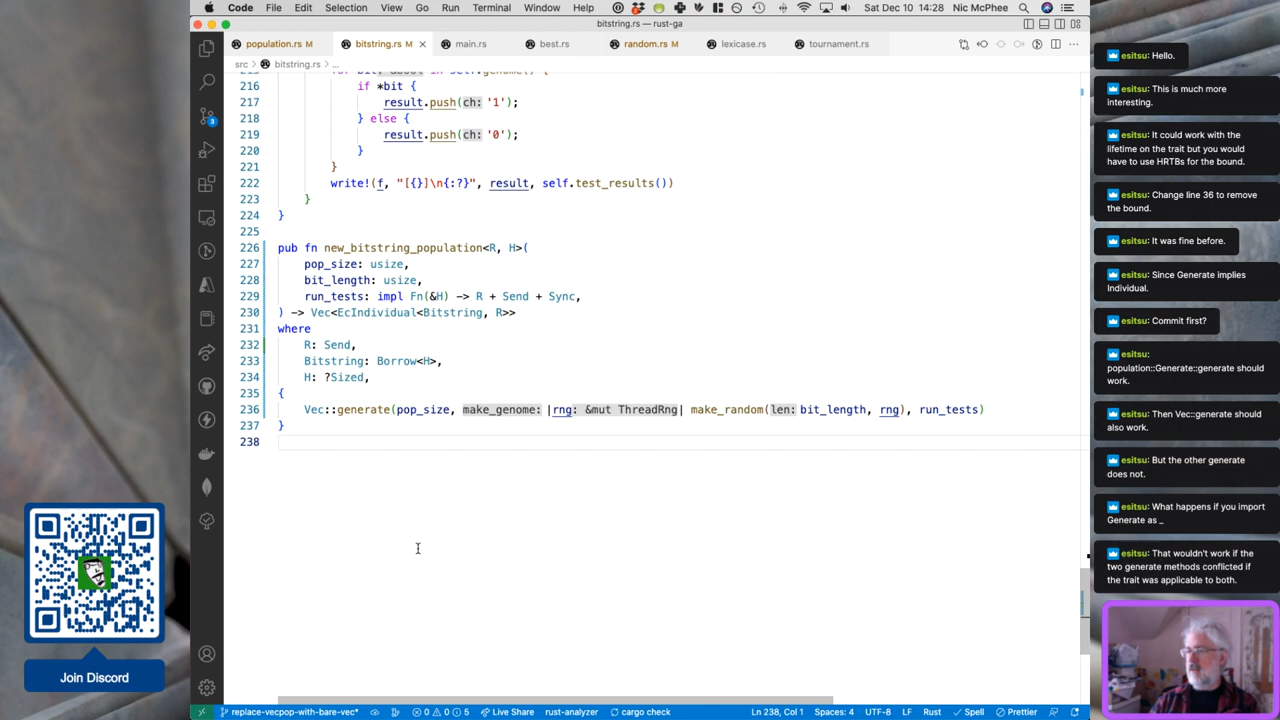 Code File Edit Selection View Go Run Terminal Window Help Sat Dec 10 14:28 Nic McPhee
bitstring.rs — rust-ga
population.rs M bitstring.rs M main.rs best.rs random.rs M lexicase.rs tournament.rs
src > bitstring.rs > ...
216 if *bit {
217 result.push(ch: '1');
218 } else {
219 result.push(ch: '0');
220 }
221 }
222 write!(f, "[{}]\n{:?}", result, self.test_results())
223 }
224 }
225
226 pub fn new_bitstring_population<R, H>(
227 pop_size: usize,
228 bit_length: usize,
229 run_tests: impl Fn(&H) -> R + Send + Sync,
230 ) -> Vec<EcIndividual<Bitstring, R>>
231 where
232 R: Send,
233 Bitstring: Borrow<H>,
234 H: ?Sized,
235 {
236 Vec::generate(pop_size, make_genome: |rng: &mut ThreadRng| make_random(len: bit_length, rng), run_tests)
237 }
238
3
Join Discord
replace-vecpop-with-bare-vec* 0 0 5 Live Share rust-analyzer cargo check Ln 238, Col 1 Spaces: 4 UTF-8 LF Rust Spell Prettier
esitsu: Hello.
esitsu: This is much more
interesting.
esitsu: It could work with the
lifetime on the trait but you would
have to use HRTBs for the bound.
esitsu: Change line 36 to remove
the bound.
esitsu: It was fine before.
esitsu: Since Generate implies
Individual.
esitsu: Commit first?
esitsu:
population::Generate::generate should
work.
esitsu: Then Vec::generate should
also work.
esitsu: But the other generate
does not.
esitsu: What happens if you import
Generate as _
esitsu: That wouldn't work if the
two generate methods conflicted if
the trait was applicable to both.